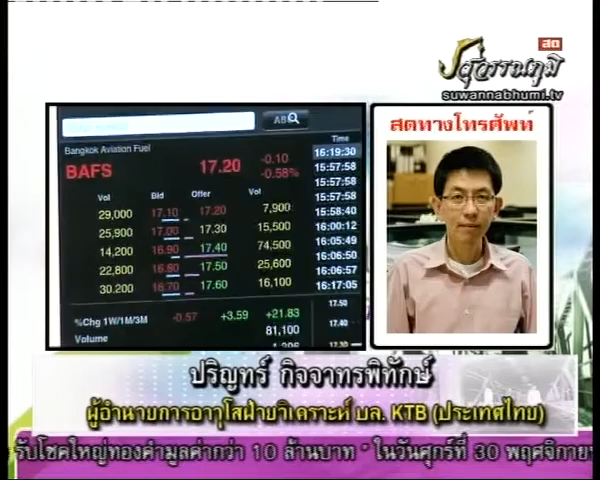 สด
สุวรรณภูมิ
suwannabhumi.tv
สดทางโทรศัพท์
AB
Bangkok Aviation Fuel
BAFS 17.20 -0.10 -0.58%
Time
16:19:30
15:57:58
15:57:58
15:57:58
15:58:40
16:00:12
16:05:49
16:06:50
16:06:57
16:17:05
Vol Bid Offer Vol
29,000 17.10 17.20 7,900
25,900 17.00 17.30 15,500
14,200 16.90 17.40 74,500
22,800 16.80 17.50 25,600
30,200 16.70 17.60 16,100
%Chg 1W/1M/3M -0.57 +3.59 +21.83
Volume 81,100
17.50
17.40
17.30
ปริญทร์ กิจจาทรพิทักษ์
ผู้อำนวยการอาวุโสฝ่ายวิเคราะห์ บล. KTB (ประเทศไทย)
รับโชคใหญ่ทองคำมูลค่ากว่า 10 ล้านบาท " ในวันศุกร์ที่ 30 พฤศจิกาย